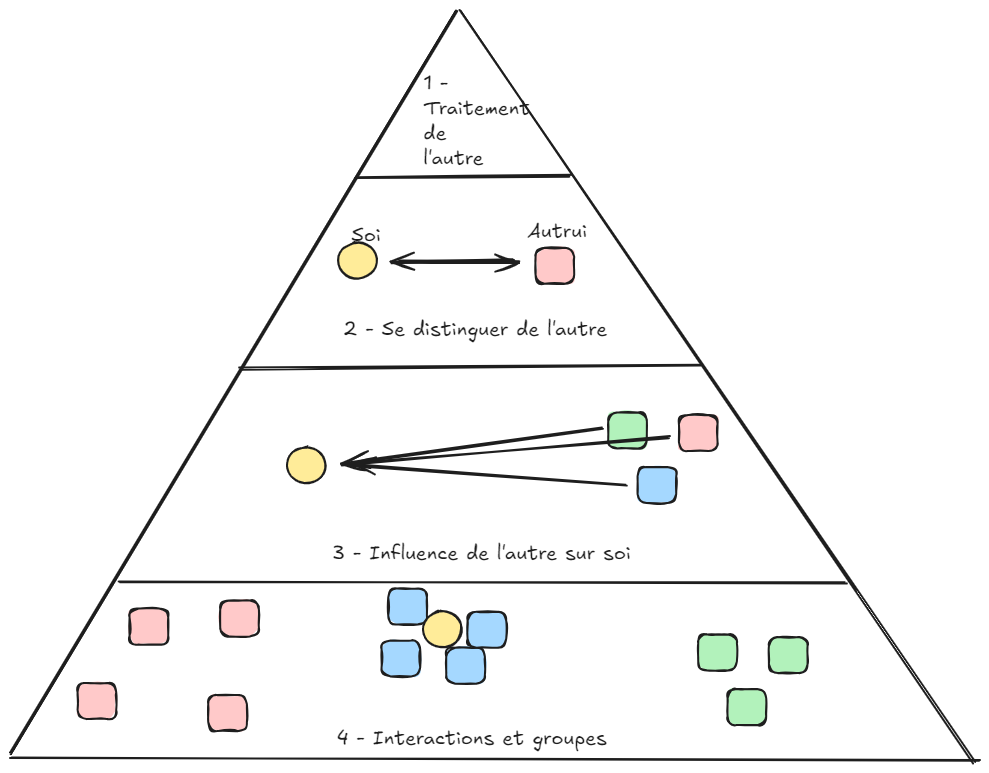 1 -
Traitement
de
l'autre
Soi
Autrui
2 - Se distinguer de l'autre
3 - Influence de l'autre sur soi
4 - Interactions et groupes